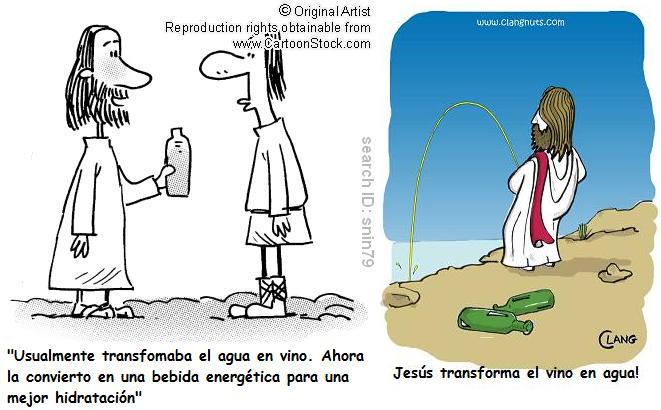 © Original Artist
Reproduction rights obtainable from
www.CartoonStock.com
search ID: snin79
"Usualmente transfomaba el agua en vino. Ahora
la convierto en una bebida energética para una
mejor hidratación"
www.clangnuts.com
CLANG
Jesús transforma el vino en agua!